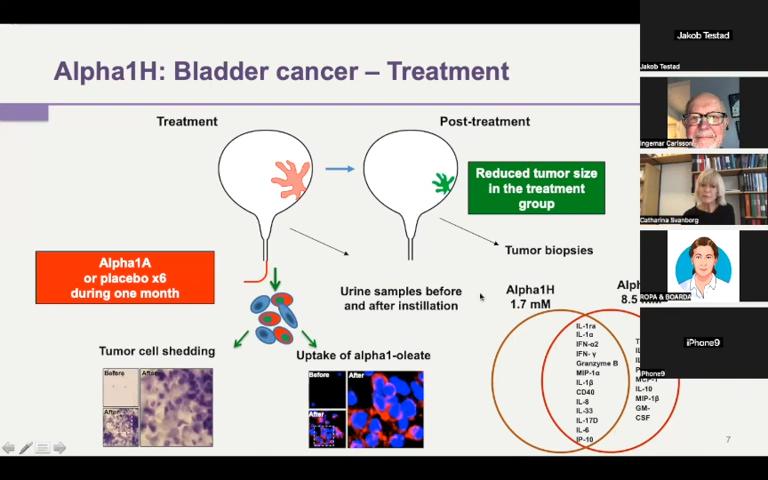 Alpha1H: Bladder cancer – Treatment
Treatment
Post-treatment
Reduced tumor size
in the treatment
group
Alpha1A
or placebo x6
during one month
Tumor biopsies
Urine samples before
and after instillation
Tumor cell shedding
Before
After
Uptake of alpha1-oleate
Before
After
After
Alpha1H
1.7 mM
IL-1ra
IL-1α
IFN-α2
IFN- γ
Granzyme B
MIP-1α
IL-1β
CD40
IL-8
IL-33
IL-17D
IL-6
IP-10
MCP-1
IL-10
MIP-1β
GM-
CSF
7
Jakob Testad
Jakob Testad
Ingemar Carlsson
Catharina Svanborg
ROPA & BOARDA
iPhone9
iPhone9